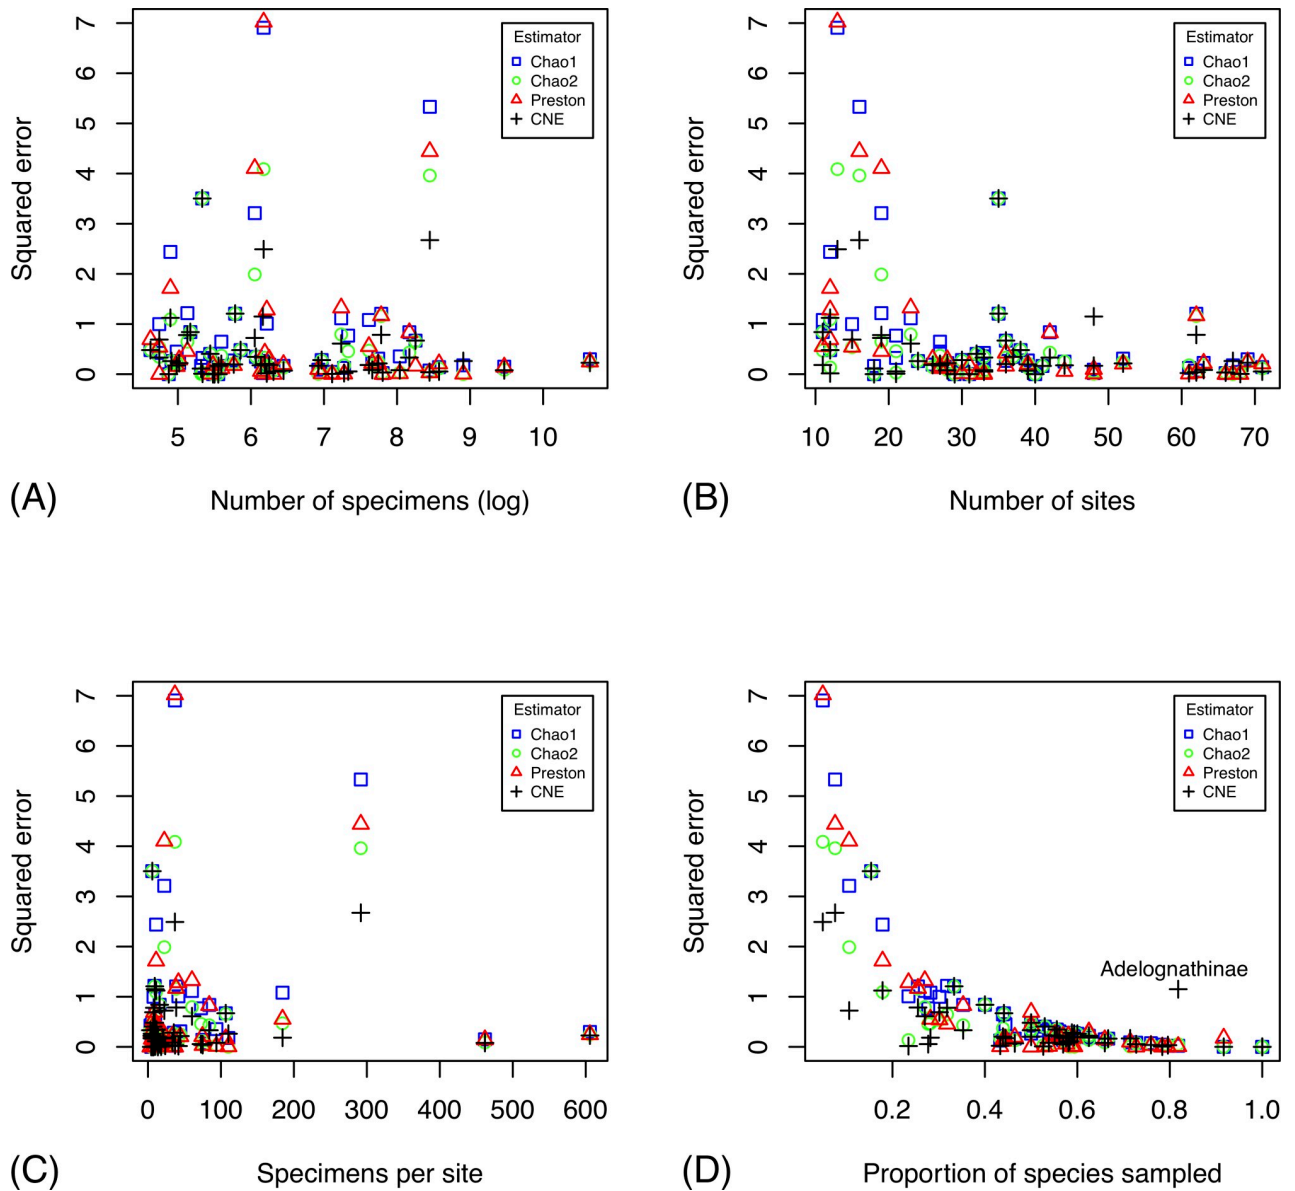 7
6
5
4
3
2
1
0
Squared error
Estimator
Chao1
Chao2
Preston
CNE
5 6 7 8 9 10
(A) Number of specimens (log)
7
6
5
4
3
2
1
0
Squared error
Estimator
Chao1
Chao2
Preston
CNE
10 20 30 40 50 60 70
(B) Number of sites
7
6
5
4
3
2
1
0
Squared error
Estimator
Chao1
Chao2
Preston
CNE
0 100 200 300 400 500 600
(C) Specimens per site
7
6
5
4
3
2
1
0
Squared error
Estimator
Chao1
Chao2
Preston
CNE
Adelognathinae
0.2 0.4 0.6 0.8 1.0
(D) Proportion of species sampled